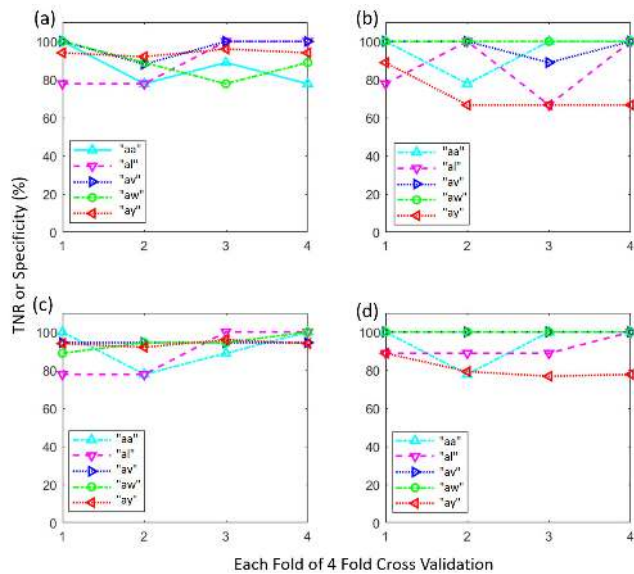 (a)
100
80
60
40
20
0
"aa"
"al"
"av"
"aw"
"ay"
1 2 3 4
(b)
100
80
60
40
20
0
"aa"
"al"
"av"
"aw"
"ay"
1 2 3 4
TNR or Specificity (%)
(c)
100
80
60
40
20
0
"aa"
"al"
"av"
"aw"
"ay"
1 2 3 4
(d)
100
80
60
40
20
0
"aa"
"al"
"av"
"aw"
"ay"
1 2 3 4
Each Fold of 4 Fold Cross Validation